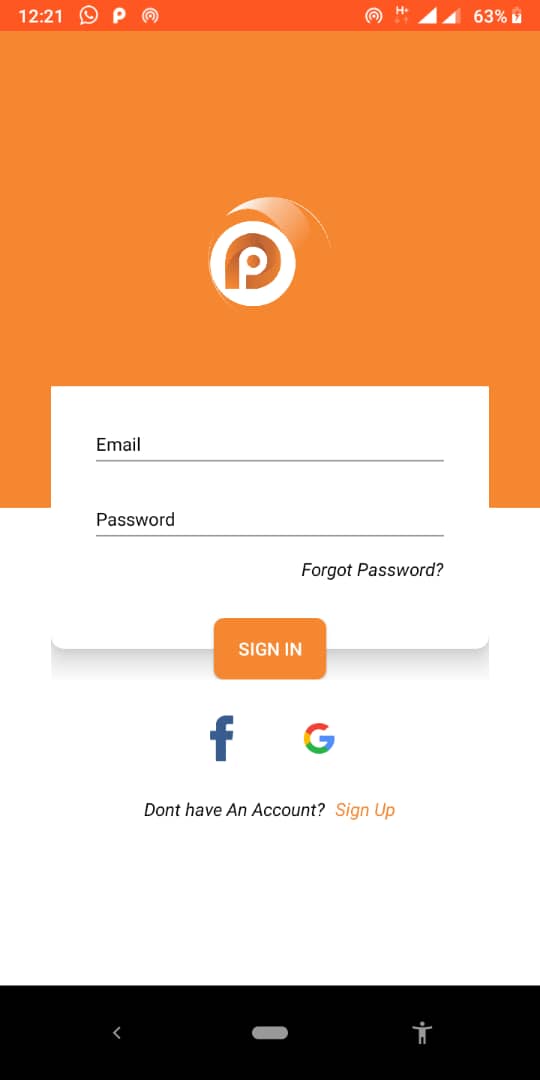 12:21 H+ 63%
Email
Password
Forgot Password?
SIGN IN
Dont have An Account? Sign Up